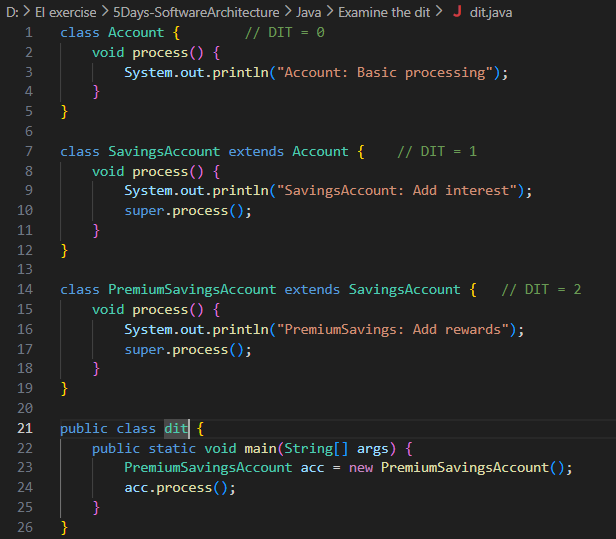 D: > EI exercise > 5Days-SoftwareArchitecture > Java > Examine the dit > J dit.java
1 class Account {        // DIT = 0
2     void process() {
3         System.out.println("Account: Basic processing");
4     }
5 }
6
7 class SavingsAccount extends Account {    // DIT = 1
8     void process() {
9         System.out.println("SavingsAccount: Add interest");
10         super.process();
11     }
12 }
13
14 class PremiumSavingsAccount extends SavingsAccount {   // DIT = 2
15     void process() {
16         System.out.println("PremiumSavings: Add rewards");
17         super.process();
18     }
19 }
20
21 public class dit {
22     public static void main(String[] args) {
23         PremiumSavingsAccount acc = new PremiumSavingsAccount();
24         acc.process();
25     }
26 }